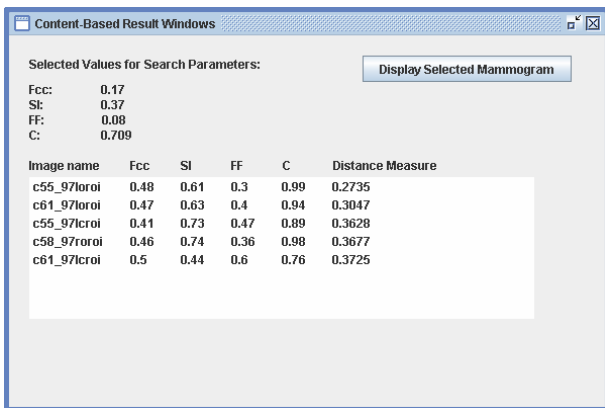 Content-Based Result Windows
Selected Values for Search Parameters:
Display Selected Mammogram
Fcc: 0.17
SI: 0.37
FF: 0.08
C: 0.709
Image name Fcc SI FF C Distance Measure
c55_97loroi 0.48 0.61 0.3 0.99 0.2735
c61_97loroi 0.47 0.63 0.4 0.94 0.3047
c55_97lcroi 0.41 0.73 0.47 0.89 0.3628
c58_97roroi 0.46 0.74 0.36 0.98 0.3677
c61_97lcroi 0.5 0.44 0.6 0.76 0.3725